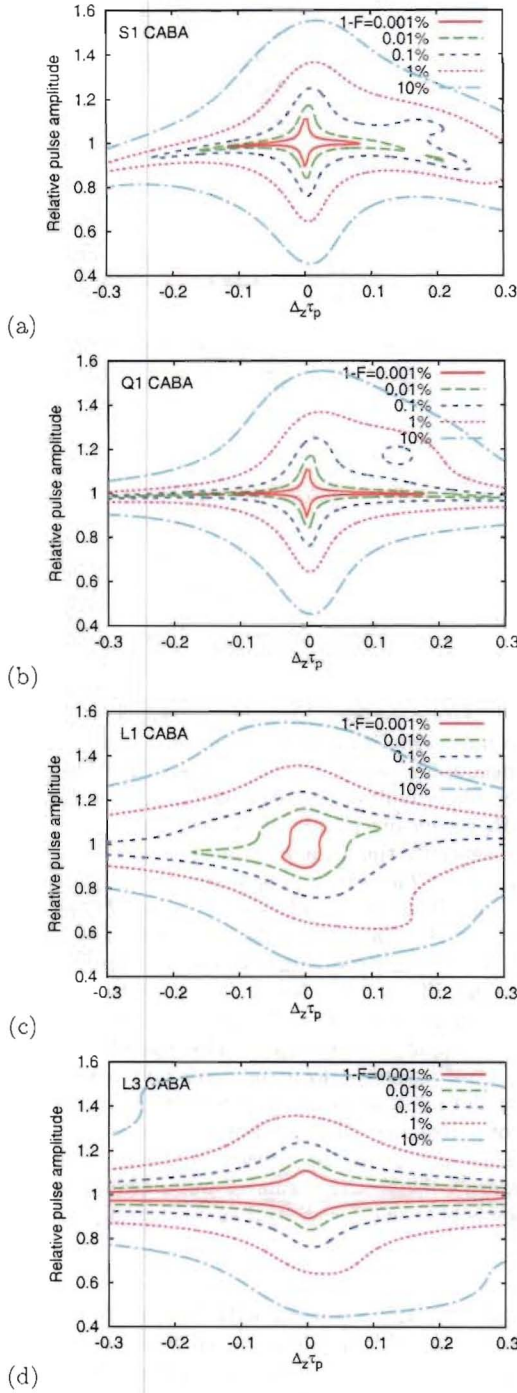 S1 CABA
1-F=0.001%
0.01%
0.1%
1%
10%
1.6
1.4
1.2
1
0.8
0.6
0.4
Relative pulse amplitude
-0.3 -0.2 -0.1 0 0.1 0.2 0.3
Δzτp
(a)
Q1 CABA
1-F=0.001%
0.01%
0.1%
1%
10%
1.6
1.4
1.2
1
0.8
0.6
0.4
Relative pulse amplitude
-0.3 -0.2 -0.1 0 0.1 0.2 0.3
Δzτp
(b)
L1 CABA
1-F=0.001%
0.01%
0.1%
1%
10%
1.6
1.4
1.2
1
0.8
0.6
0.4
Relative pulse amplitude
-0.3 -0.2 -0.1 0 0.1 0.2 0.3
Δzτp
(c)
L3 CABA
1-F=0.001%
0.01%
0.1%
1%
10%
1.6
1.4
1.2
1
0.8
0.6
0.4
Relative pulse amplitude
-0.3 -0.2 -0.1 0 0.1 0.2 0.3
Δzτp
(d)